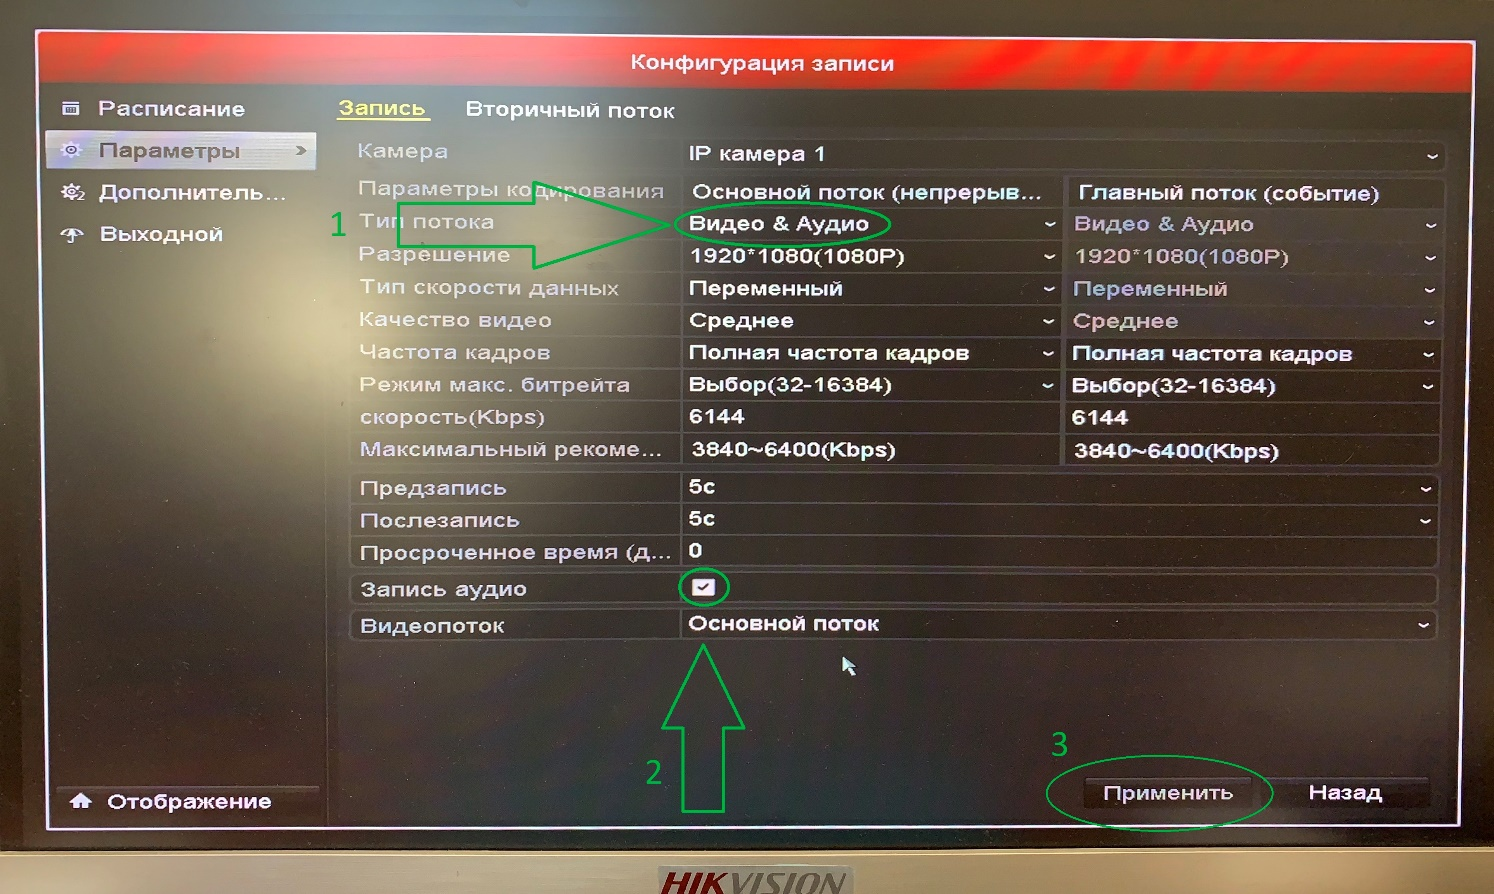 Конфигурация записи
Расписание
Параметры >
Дополнитель...
Выходной
Отображение
Запись Вторичный поток
Камера IP камера 1
Параметры кодирования Основной поток (непрерыв... Главный поток (событие)
1 Тип потока Видео & Аудио Видео & Аудио
Разрешение 1920*1080(1080P) 1920*1080(1080P)
Тип скорости данных Переменный Переменный
Качество видео Среднее Среднее
Частота кадров Полная частота кадров Полная частота кадров
Режим макс. битрейта Выбор(32-16384) Выбор(32-16384)
скорость(Kbps) 6144 6144
Максимальный рекоме... 3840~6400(Kbps) 3840~6400(Kbps)
Предзапись 5с
Послезапись 5с
Просроченное время (д... 0
Запись аудио
Видеопоток Основной поток
2
3
Применить Назад
HIKVISION